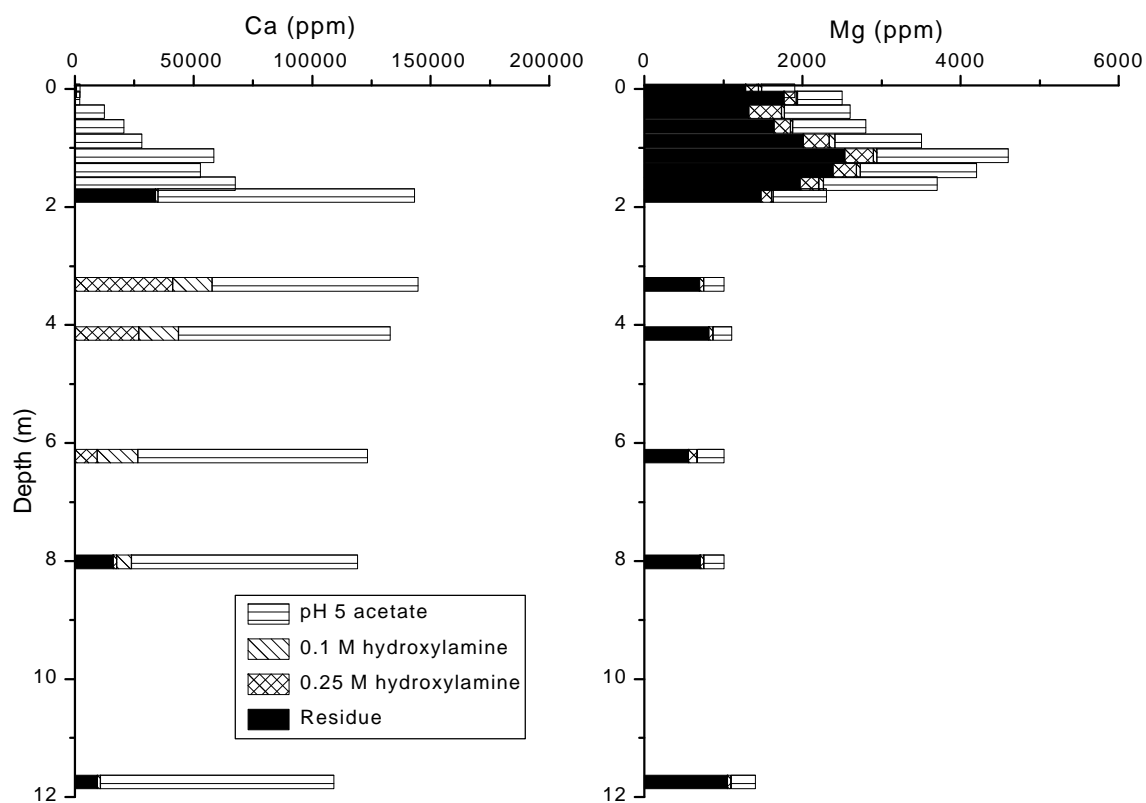 Ca (ppm)
0 50000 100000 150000 200000
0
2
4
6
8
10
12
Depth (m)
pH 5 acetate
0.1 M hydroxylamine
0.25 M hydroxylamine
Residue
Mg (ppm)
0 2000 4000 6000
0
2
4
6
8
10
12